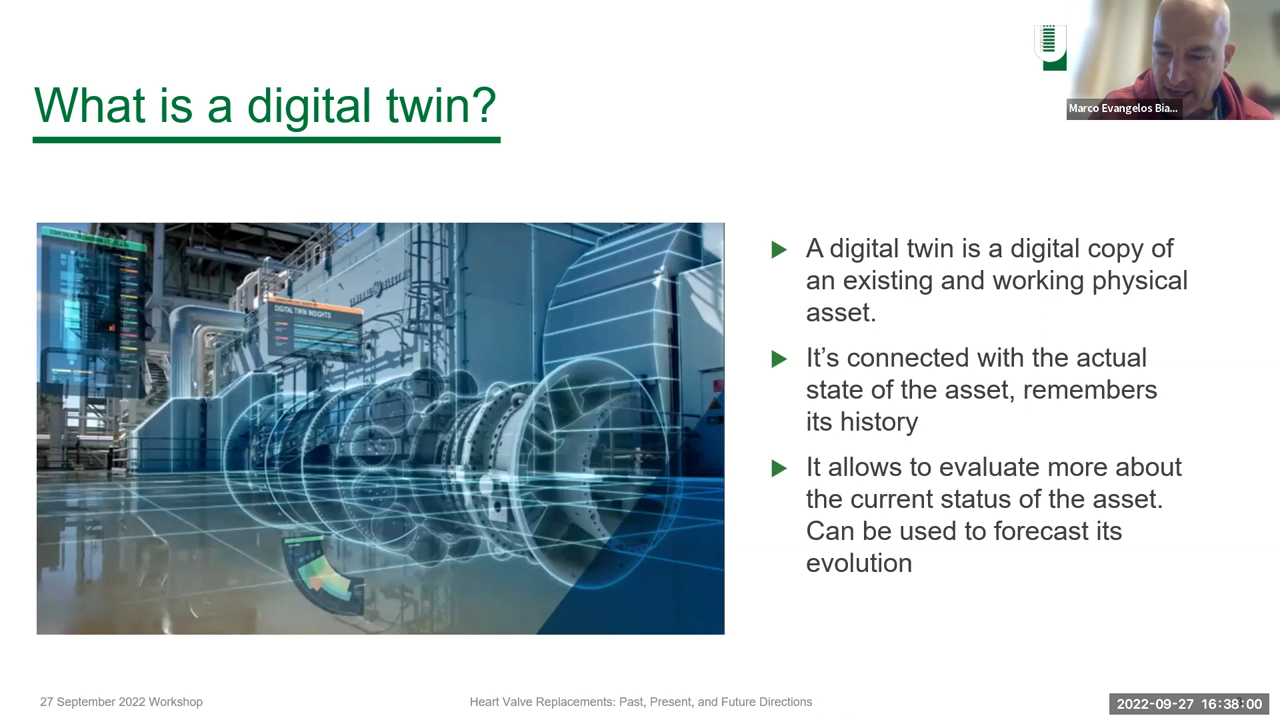 What is a digital twin?
Marco Evangelos Bia...
DIGITAL TWIN INSIGHTS
A digital twin is a digital copy of
an existing and working physical
asset.
It’s connected with the actual
state of the asset, remembers
its history
It allows to evaluate more about
the current status of the asset.
Can be used to forecast its
evolution
27 September 2022 Workshop
Heart Valve Replacements: Past, Present, and Future Directions
2022-09-27 16:38:00